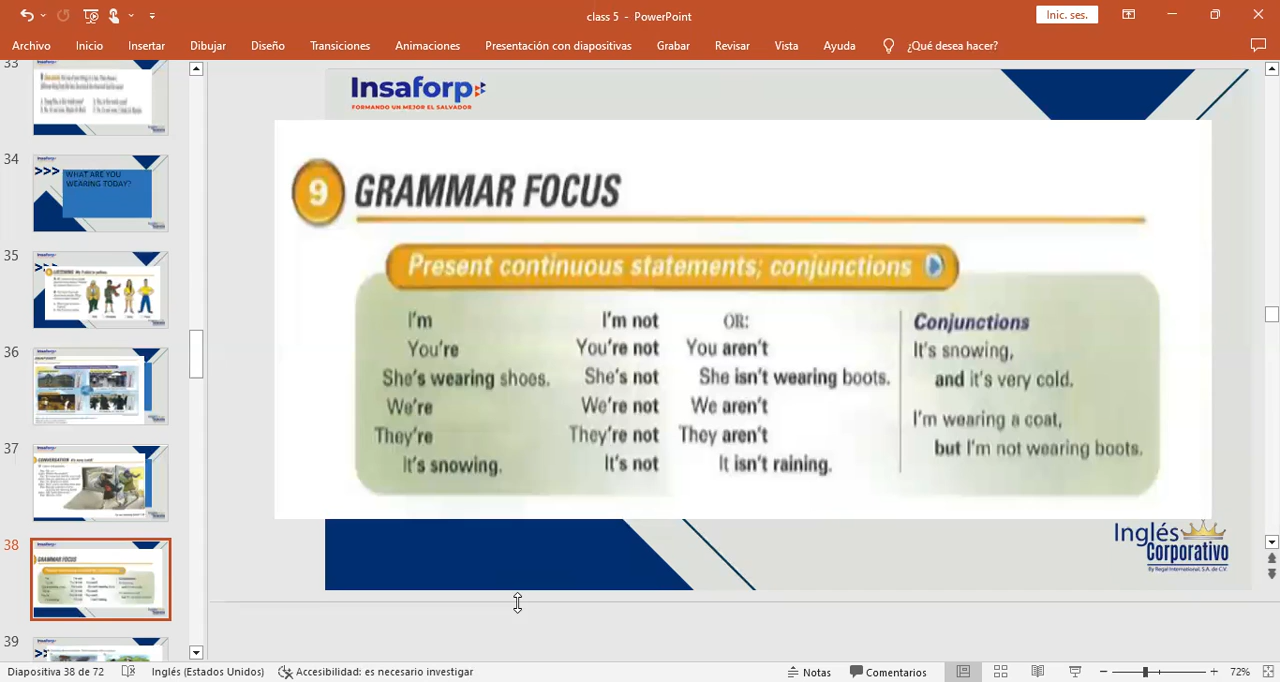 class 5 - PowerPoint
Inic. ses.
Archivo Inicio Insertar Dibujar Diseño Transiciones Animaciones Presentación con diapositivas Grabar Revisar Vista Ayuda ¿Qué desea hacer?
33
34
WHAT ARE YOU
WEARING TODAY?
35
36
37
38
GRAMMAR FOCUS
39
Insaforp
FORMANDO UN MEJOR EL SALVADOR
9 GRAMMAR FOCUS
Present continuous statements; conjunctions
I'm I'm not OR: Conjunctions
You're You're not You aren't It's snowing,
She's wearing shoes. She's not She isn't wearing boots. and it's very cold.
We're We're not We aren't I'm wearing a coat,
They're They're not They aren't but I'm not wearing boots.
It's snowing. It's not It isn't raining.
Inglés
Corporativo
By Regal International, S.A. de C.V.
Diapositiva 38 de 72 Inglés (Estados Unidos) Accesibilidad: es necesario investigar Notas Comentarios 72%